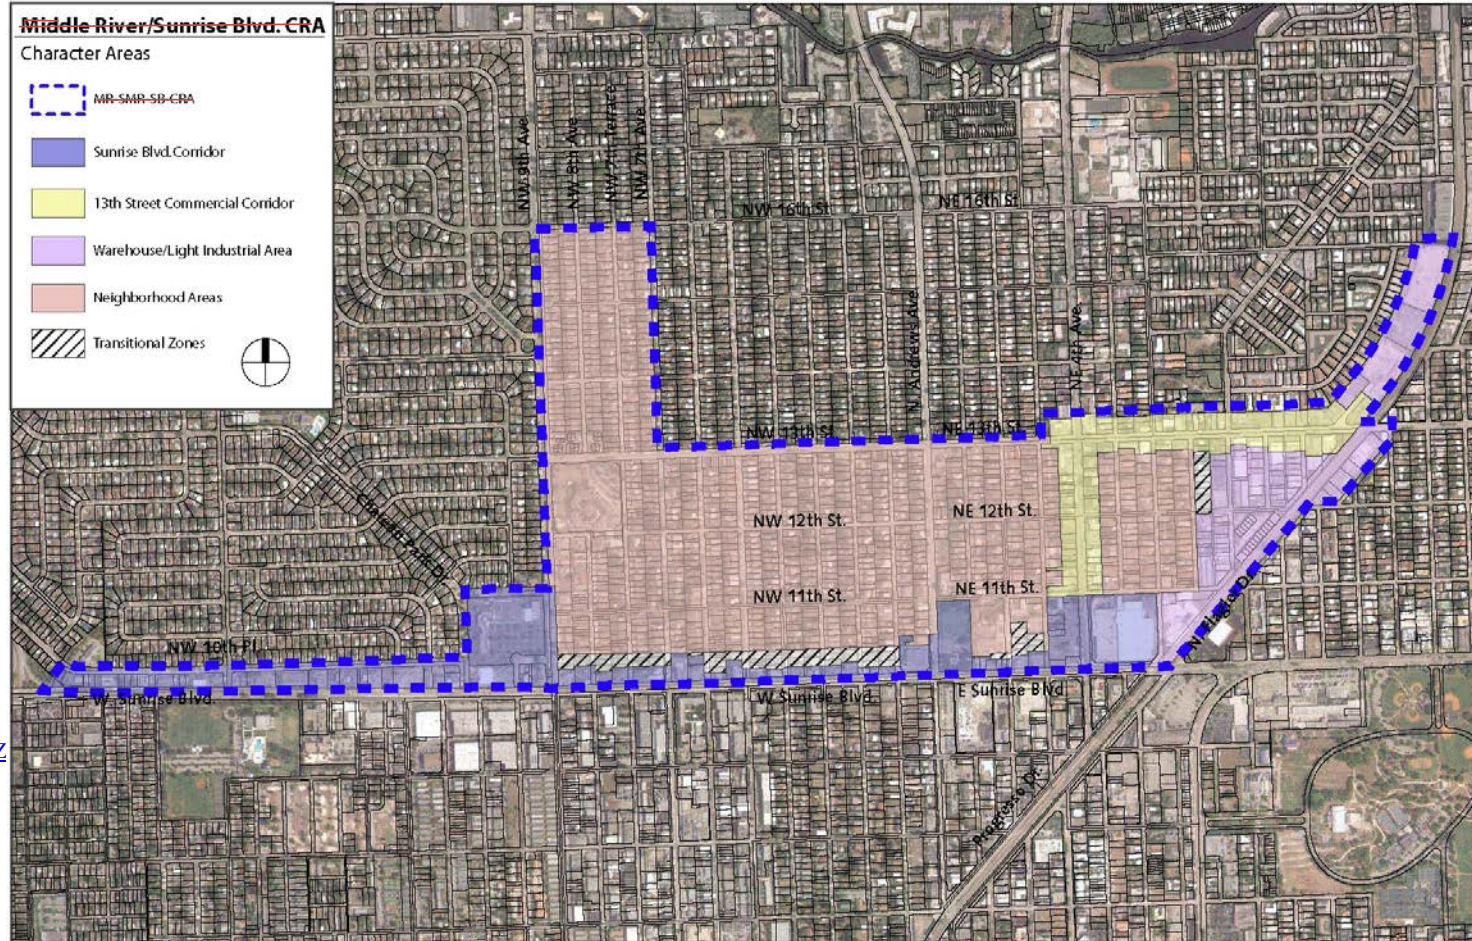 Middle River/Sunrise Blvd. CRA
Character Areas
MR-SMR-SB-CRA
Sunrise Blvd. Corridor
13th Street Commercial Corridor
Warehouse/Light Industrial Area
Neighborhood Areas
Transitional Zones
NW 9th Ave
NW 8th Ave
NW 7th Terrace
NW 7th Ave
NW 16th St.
NE 16th St
N Andrews Ave
NE 4th Ave.
NW 13th St.
NE 13th St.
NW 12th St.
NE 12th St.
NW 11th St.
NE 11th St.
NW 10th Pl.
N Flagler Dr.
W. Sunrise Blvd.
W Sunrise Blvd.
E Sunrise Blvd.
Progresso Dr.
z